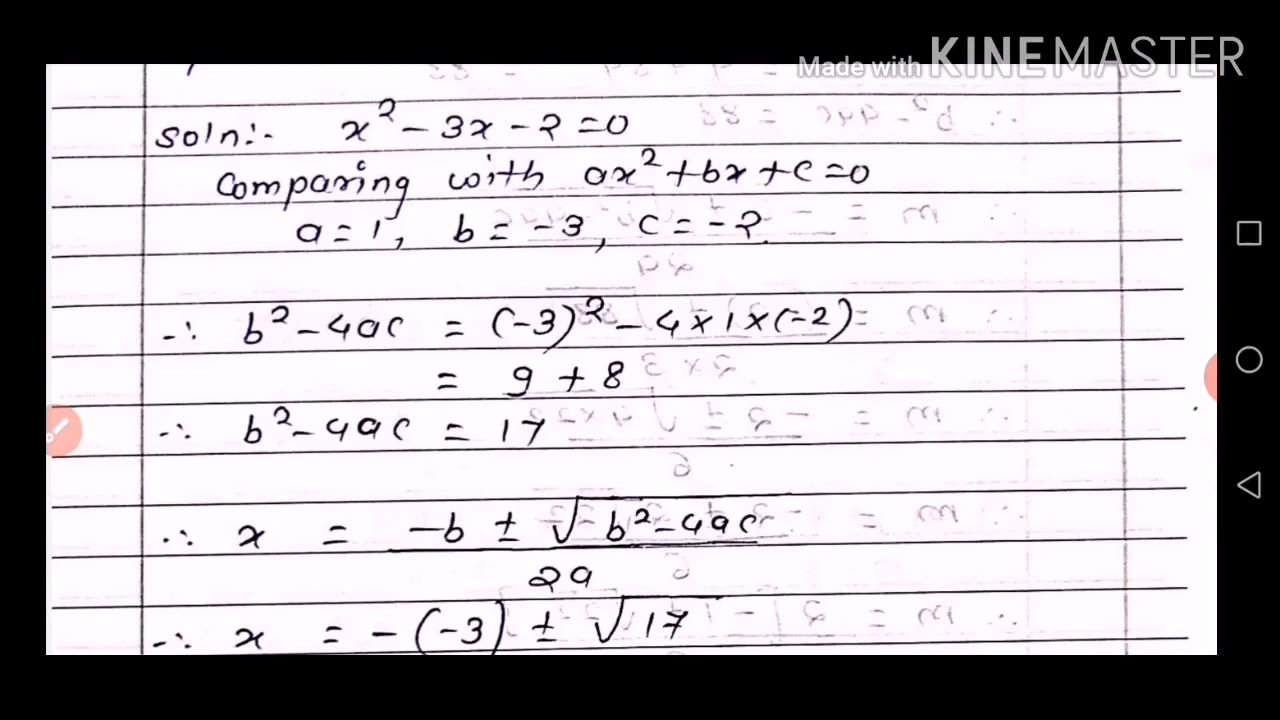 Made with KINEMASTER
Soln:- x² - 3x - 2 = 0
Comparing with ax² + bx + c = 0
a = 1, b = -3, c = -2.
∴ b² - 4ac = (-3)² - 4 × 1 × (-2)
= 9 + 8
∴ b² - 4ac = 17
∴ x = -b ± √b² - 4ac
2a
∴ x = -(-3) ± √17